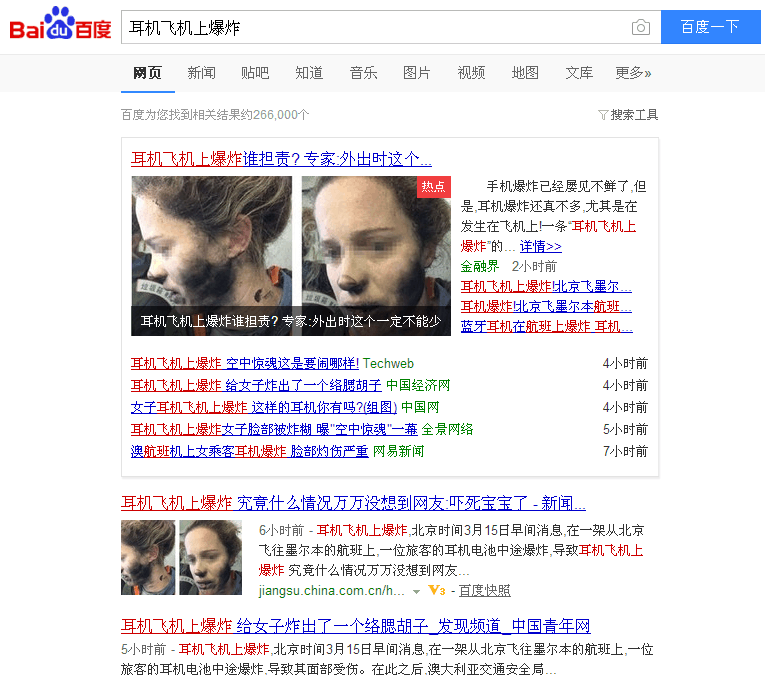 Bai du 百度 耳机飞机上爆炸 百度一下
网页 新闻 贴吧 知道 音乐 图片 视频 地图 文库 更多»
百度为您找到相关结果约266,000个 搜索工具
耳机飞机上爆炸谁担责? 专家:外出时这个...
热点
耳机飞机上爆炸谁担责? 专家:外出时这个一定不能少
手机爆炸已经屡见不鲜了,但
是,耳机爆炸还真不多,尤其是在
发生在飞机上!一条“耳机飞机上
爆炸”的... 详情>>
金融界 2小时前
耳机飞机上爆炸!北京飞墨尔...
耳机爆炸!北京飞墨尔本航班...
蓝牙耳机在航班上爆炸 耳机...
耳机飞机上爆炸 空中惊魂这是要闹哪样! Techweb 4小时前
耳机飞机上爆炸 给女子炸出了一个络腮胡子 中国经济网 4小时前
女子耳机飞机上爆炸 这样的耳机你有吗?(组图) 中国网 4小时前
耳机飞机上爆炸女子脸部被炸糊 曝"空中惊魂"一幕 全景网络 5小时前
澳航班机上女乘客耳机爆炸 脸部灼伤严重 网易新闻 7小时前
耳机飞机上爆炸 究竟什么情况万万没想到网友:吓死宝宝了 - 新闻...
6小时前 - 耳机飞机上爆炸,北京时间3月15日早间消息,在一架从北京
飞往墨尔本的航班上,一位旅客的耳机电池中途爆炸,导致耳机飞机上
爆炸 究竟什么情况万万没想到网友...
jiangsu.china.com.cn/h... V3 - 百度快照
耳机飞机上爆炸 给女子炸出了一个络腮胡子_发现频道_中国青年网
5小时前 - 耳机飞机上爆炸,北京时间3月15日早间消息,在一架从北京飞往墨尔本的航班上,一位
旅客的耳机电池中途爆炸,导致其面部受伤。在此之后,澳大利亚交通安全局...